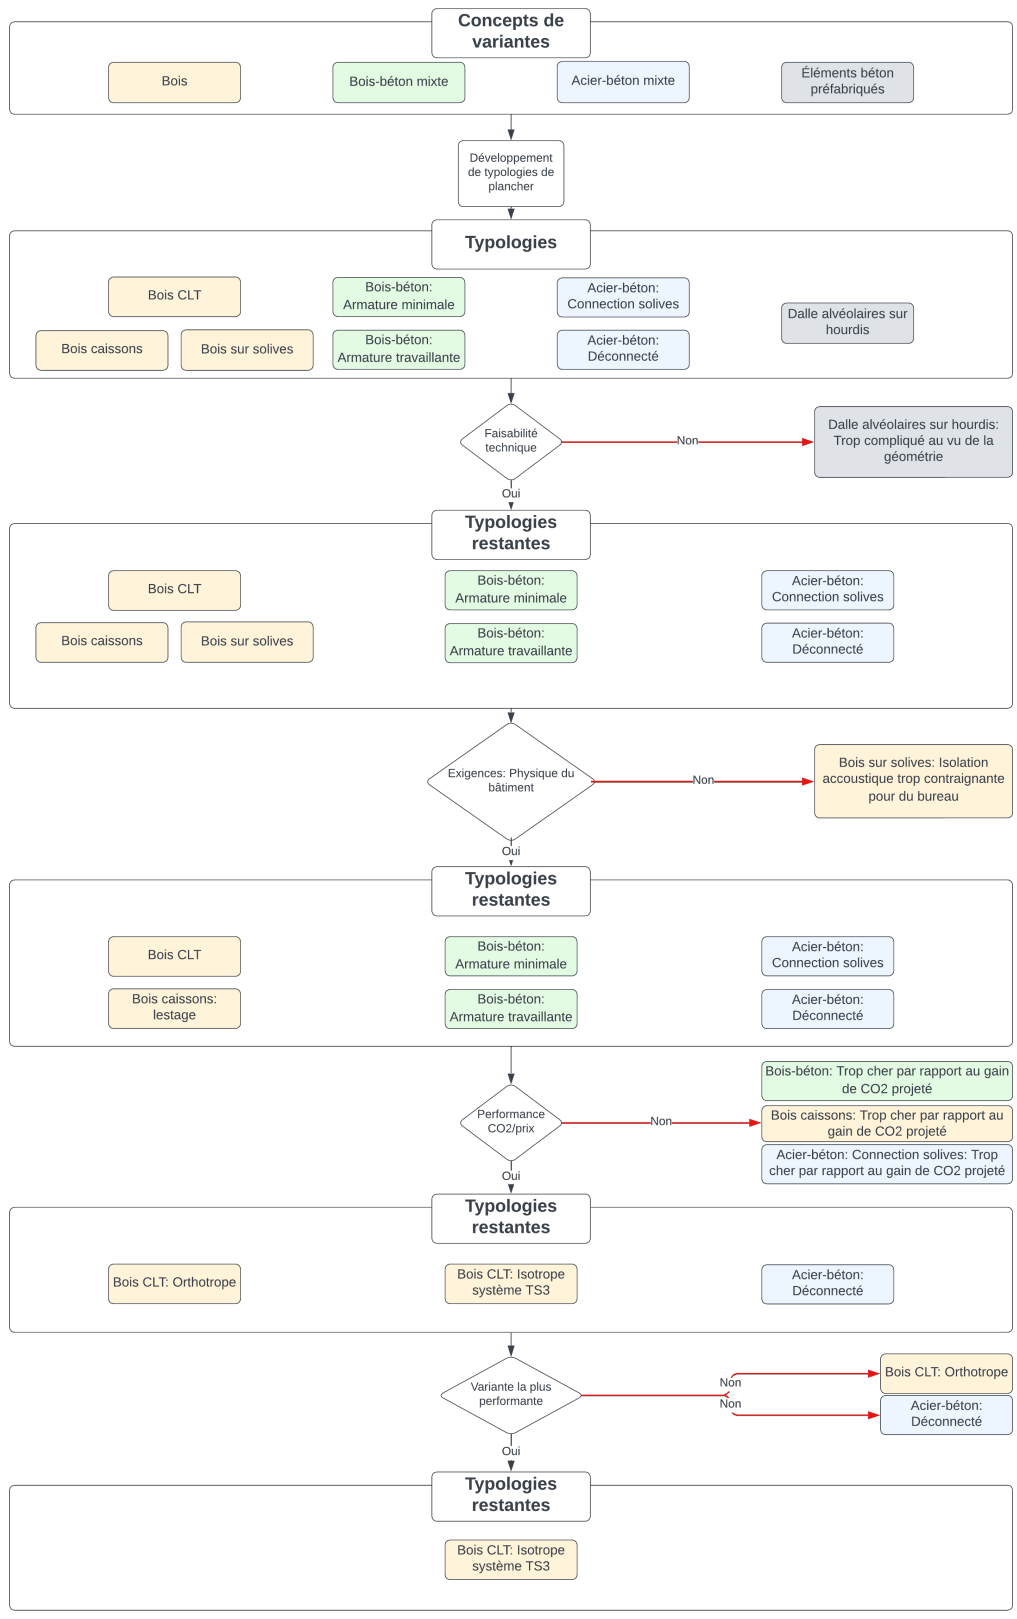 Concepts de
variantes
Bois
Bois-béton mixte
Acier-béton mixte
Éléments béton
préfabriqués
Développement
de typologies de
plancher
Typologies
Bois CLT
Bois-béton:
Armature minimale
Acier-béton:
Connection solives
Dalle alvéolaires sur
hourdis
Bois caissons
Bois sur solives
Bois-béton:
Armature travaillante
Acier-béton:
Déconnecté
Faisabilité
technique
Non
Dalle alvéolaires sur hourdis:
Trop compliqué au vu de la
géométrie
Oui
Typologies
restantes
Bois CLT
Bois-béton:
Armature minimale
Acier-béton:
Connection solives
Bois caissons
Bois sur solives
Bois-béton:
Armature travaillante
Acier-béton:
Déconnecté
Exigences: Physique du
bâtiment
Non
Bois sur solives: Isolation
accoustique trop contraignante
pour du bureau
Oui
Typologies
restantes
Bois CLT
Bois-béton:
Armature minimale
Acier-béton:
Connection solives
Bois caissons:
lestage
Bois-béton:
Armature travaillante
Acier-béton:
Déconnecté
Performance
CO2/prix
Non
Bois-béton: Trop cher par rapport au gain
de CO2 projeté
Bois caissons: Trop cher par rapport au
gain de CO2 projeté
Acier-béton: Connection solives: Trop
cher par rapport au gain de CO2 projeté
Oui
Typologies
restantes
Bois CLT: Orthotrope
Bois CLT: Isotrope
système TS3
Acier-béton:
Déconnecté
Variante la plus
performante
Non
Non
Bois CLT: Orthotrope
Acier-béton:
Déconnecté
Oui
Typologies
restantes
Bois CLT: Isotrope
système TS3